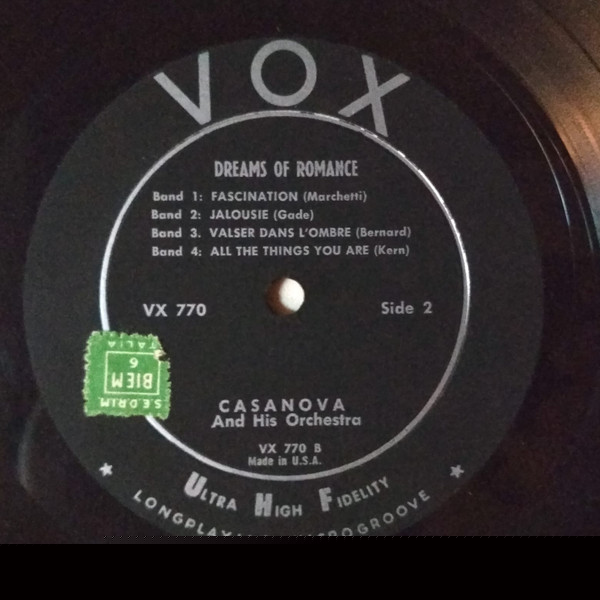 VOX
DREAMS OF ROMANCE
Band 1: FASCINATION (Marchetti)
Band 2: JALOUSIE (Gade)
Band 3. VALSER DANS L'OMBRE (Bernard)
Band 4: ALL THE THINGS YOU ARE (Kern)
VX 770
Side 2
S.E.D.R.I.M.
BIEM
6
ITALIA
CASANOVA
And His Orchestra
VX 770 B
Made in U.S.A.
ULTRA HIGH FIDELITY